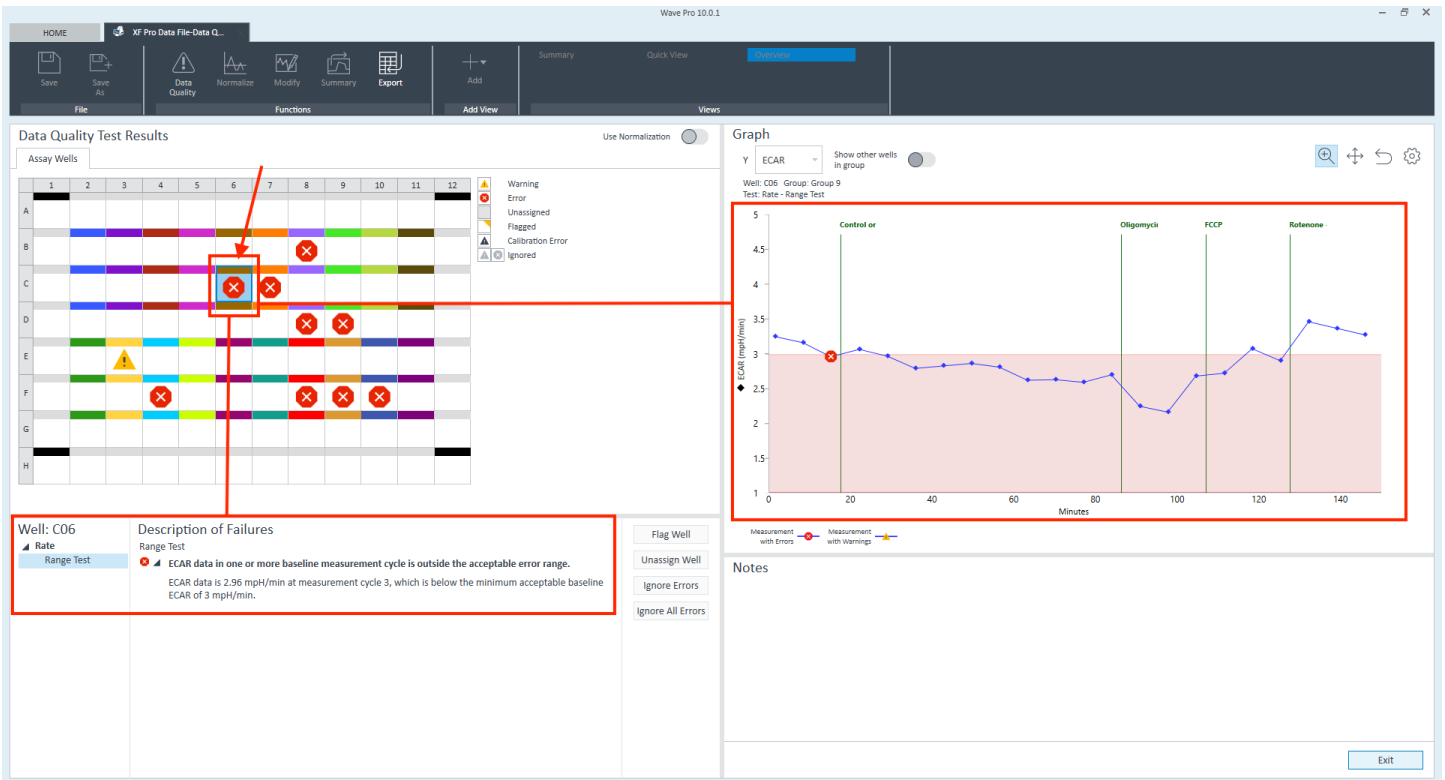 Wave Pro 10.0.1
HOME
XF Pro Data File-Data Q...
Save
Save As
Data Quality
Normalize
Modify
Summary
Export
Add
Summary
Quick View
Overview
File
Functions
Add View
Views
Data Quality Test Results
Use Normalization
Assay Wells
1 2 3 4 5 6 7 8 9 10 11 12
A
B
C
D
E
F
G
H
Warning
Error
Unassigned
Flagged
Calibration Error
Ignored
Well: C06
Rate
Range Test
Description of Failures
Range Test
ECAR data in one or more baseline measurement cycle is outside the acceptable error range.
ECAR data is 2.96 mpH/min at measurement cycle 3, which is below the minimum acceptable baseline
ECAR of 3 mpH/min.
Flag Well
Unassign Well
Ignore Errors
Ignore All Errors
Graph
Y ECAR
Show other wells
in group
Well: C06 Group: Group 9
Test: Rate - Range Test
Control or
Oligomycin
FCCP
Rotenone -
5
4.5
4
3.5
3
2.5
2
1.5
1
ECAR (mpH/min)
0 20 40 60 80 100 120 140
Minutes
Measurement
with Errors
Measurement
with Warnings
Notes
Exit